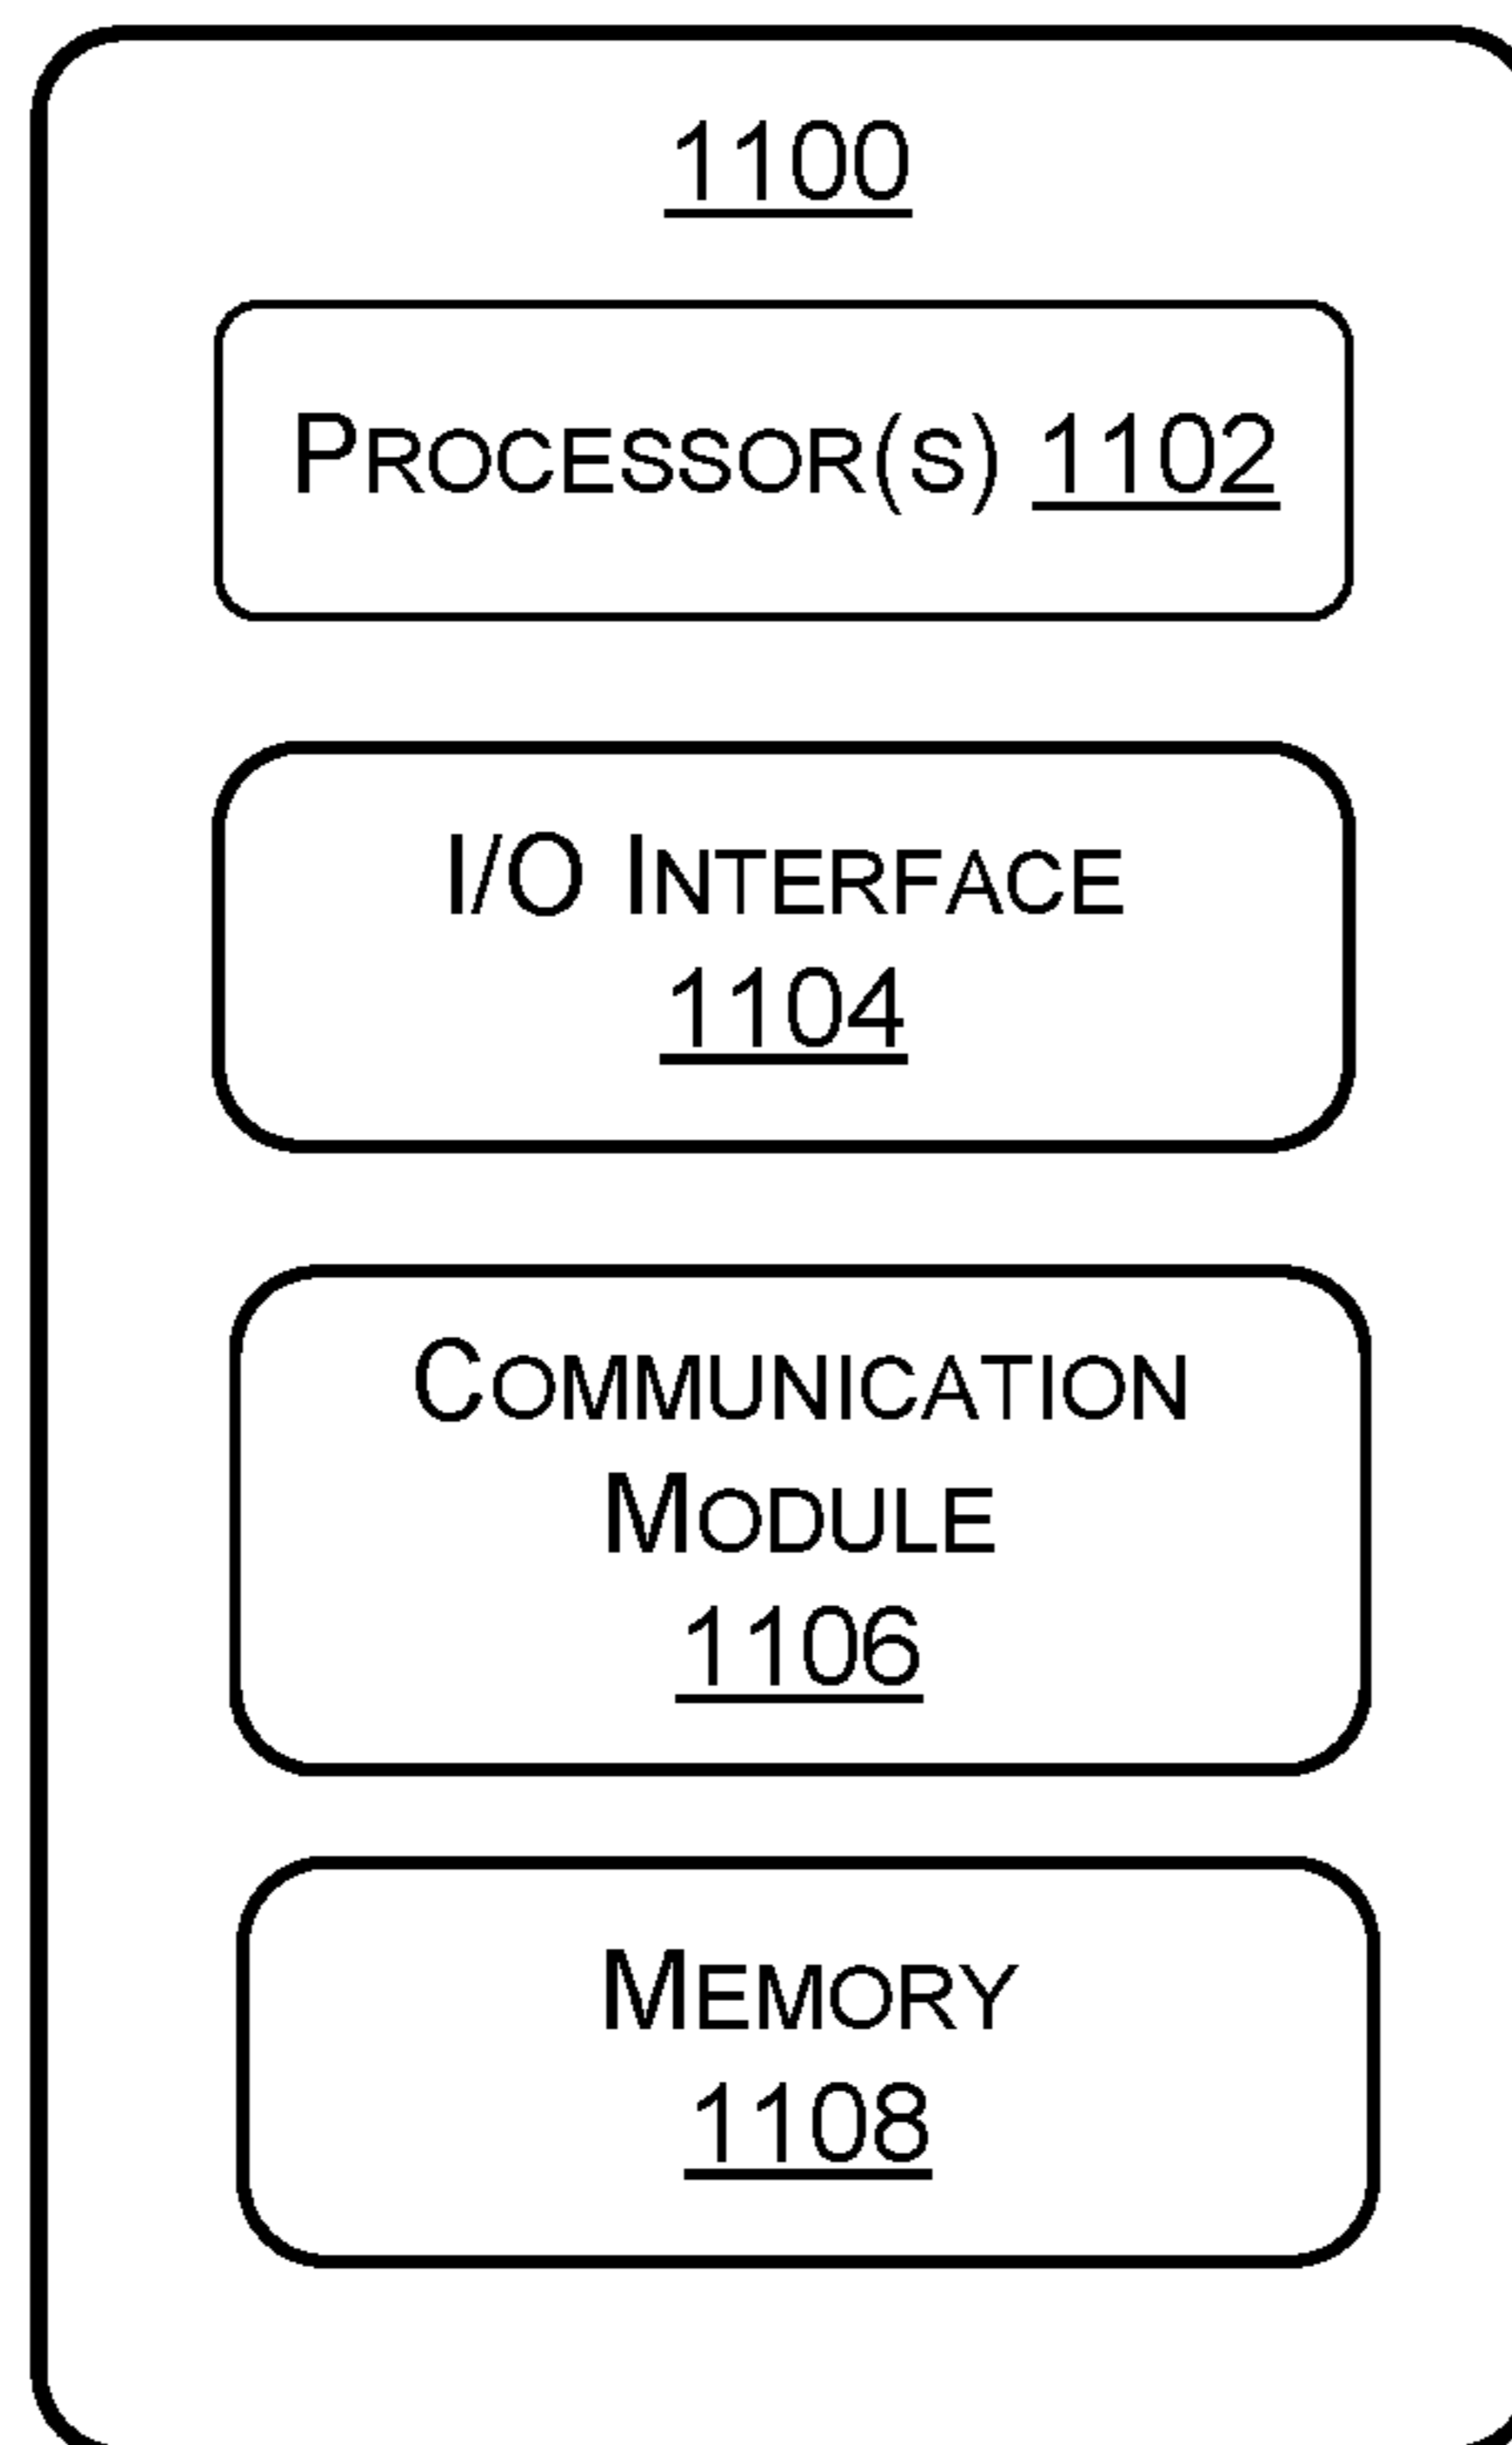 1100
PROCESSOR(S) 1102
I/O INTERFACE
1104
COMMUNICATION
MODULE
1106
MEMORY
1108